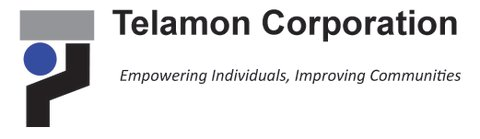 Telamon Corporation
Empowering Individuals, Improving Communities